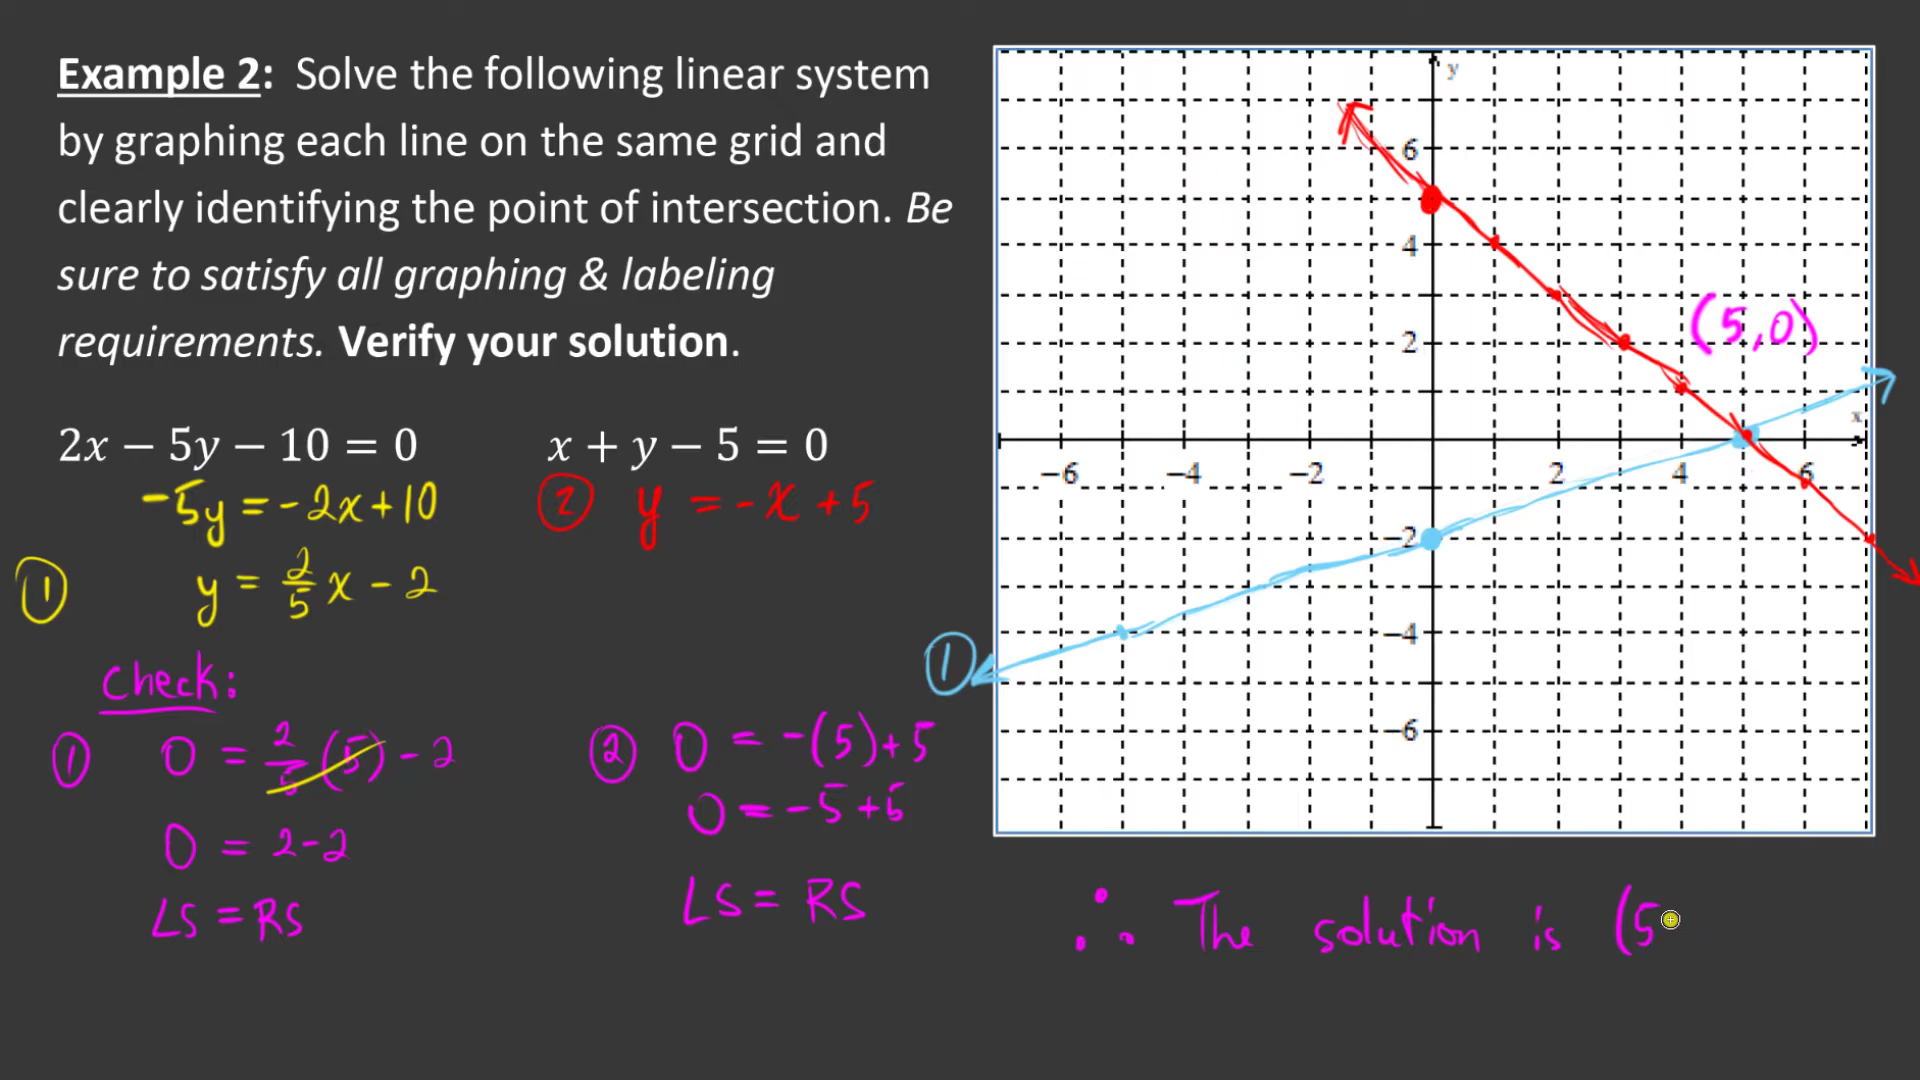 Example 2: Solve the following linear system
by graphing each line on the same grid and
clearly identifying the point of intersection. Be
sure to satisfy all graphing & labeling
requirements. Verify your solution.
2x − 5y − 10 = 0
-5y = -2x + 10
① y = 2/5 x - 2
x + y − 5 = 0
② y = -x + 5
Check:
① 0 = 2/5 (5) - 2
0 = 2-2
LS = RS
② 0 = -(5)+5
0 = -5+5
LS = RS
y
6
4
2
(5,0)
x
−6 −4 −2 2 4 6
−2
−4
−6
①
∴ The solution is (5